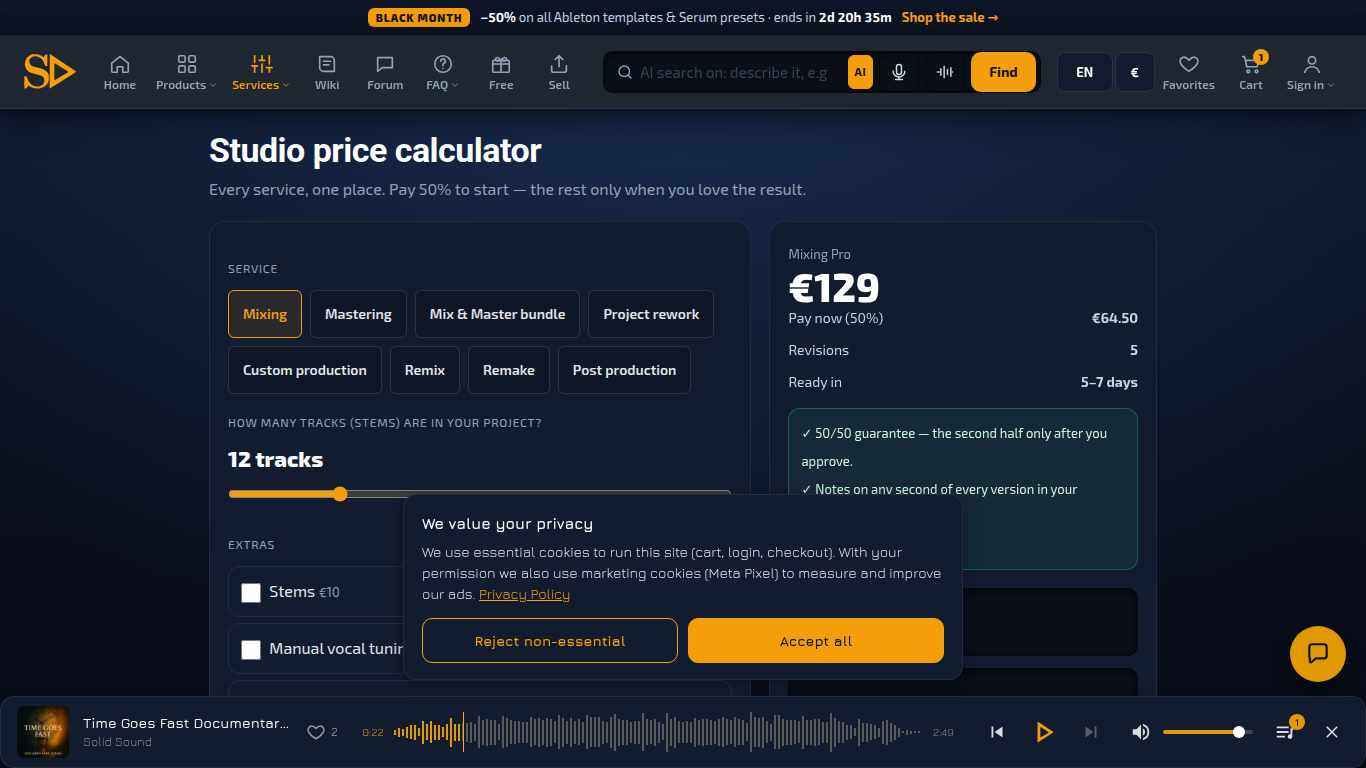 BLACK MONTH −50% on all Ableton templates & Serum presets · ends in 2d 20h 35m Shop the sale →
SD
Home
Products
Services
Wiki
Forum
FAQ
Free
Sell
AI search on: describe it, e.g
AI
Find
EN
€
Favorites
1
Cart
Sign in
Studio price calculator
Every service, one place. Pay 50% to start — the rest only when you love the result.
SERVICE
Mixing
Mastering
Mix & Master bundle
Project rework
Custom production
Remix
Remake
Post production
HOW MANY TRACKS (STEMS) ARE IN YOUR PROJECT?
12 tracks
EXTRAS
Stems €10
Manual vocal tunin
Mixing Pro
€129
Pay now (50%) €64.50
Revisions 5
Ready in 5–7 days
✓ 50/50 guarantee — the second half only after you
approve.
✓ Notes on any second of every version in your
We value your privacy
We use essential cookies to run this site (cart, login, checkout). With your
permission we also use marketing cookies (Meta Pixel) to measure and improve
our ads. Privacy Policy
Reject non-essential
Accept all
TIME GOES
FAST
Time Goes Fast Documentar...
Solid Sound
2
0:22
2:49
1